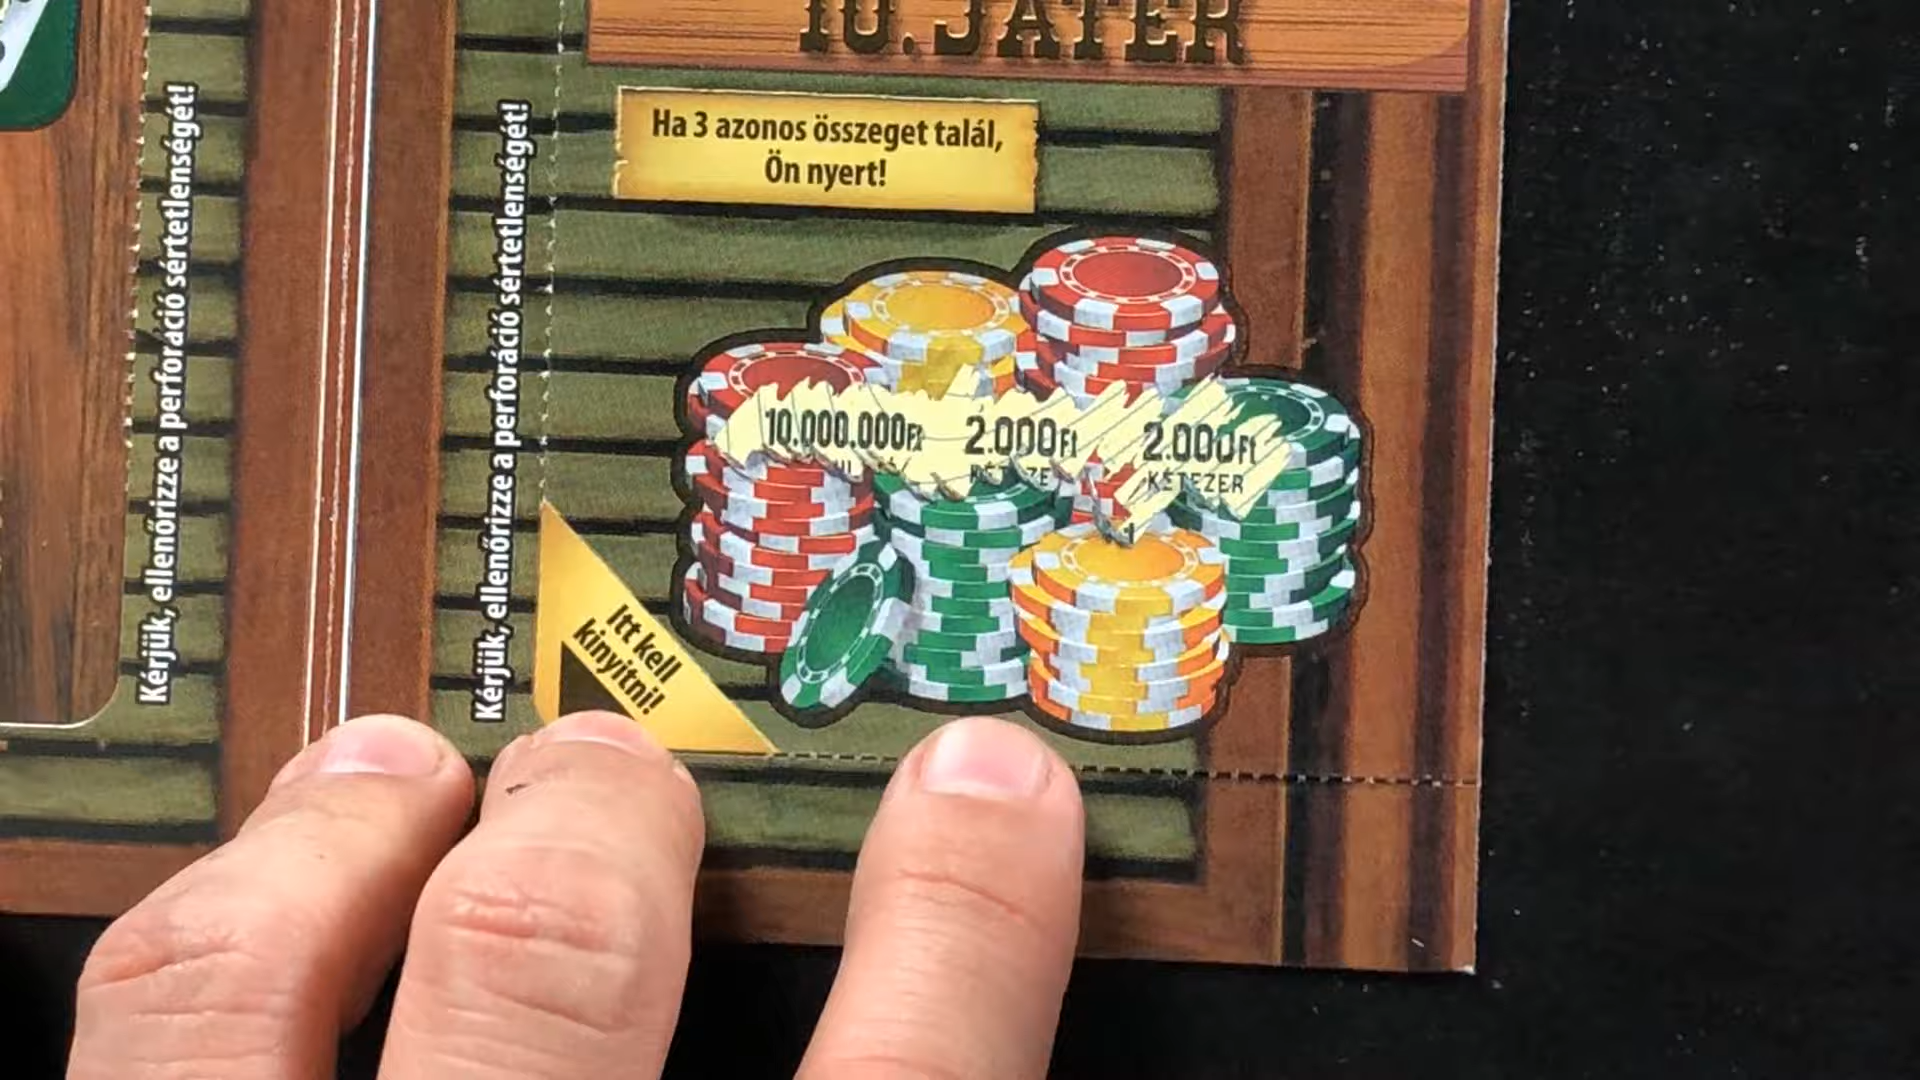 10. JÁTÉK
Ha 3 azonos összeget talál,
Ön nyert!
Kérjük, ellenőrizze a perforáció sértetlenségét!
Kérjük, ellenőrizze a perforáció sértetlenségét!
10.000.000Ft 2.000Ft 2.000Ft
KÉTEZER
Itt kell
kinyitni!